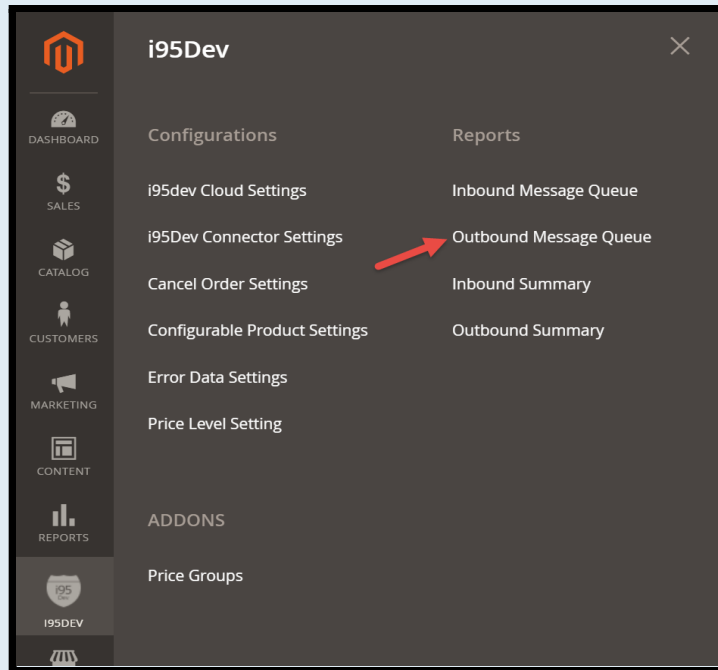 i95Dev
DASHBOARD
$
SALES
CATALOG
CUSTOMERS
MARKETING
CONTENT
REPORTS
i95
Dev
I95DEV
Configurations
i95dev Cloud Settings
i95Dev Connector Settings
Cancel Order Settings
Configurable Product Settings
Error Data Settings
Price Level Setting
ADDONS
Price Groups
Reports
Inbound Message Queue
Outbound Message Queue
Inbound Summary
Outbound Summary